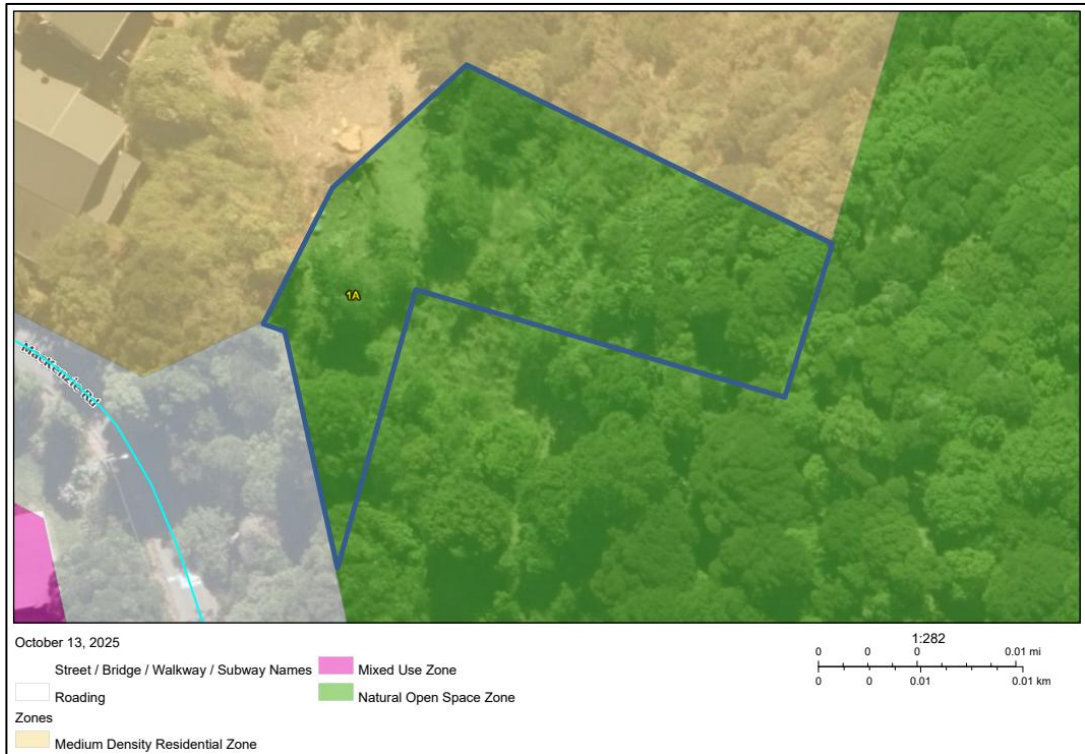 1A
MacKenzie Rd
October 13, 2025
1:282
Street / Bridge / Walkway / Subway Names
Roading
Zones
Medium Density Residential Zone
Mixed Use Zone
Natural Open Space Zone
0 0 0 0.01 mi
0 0 0.01 0.01 km